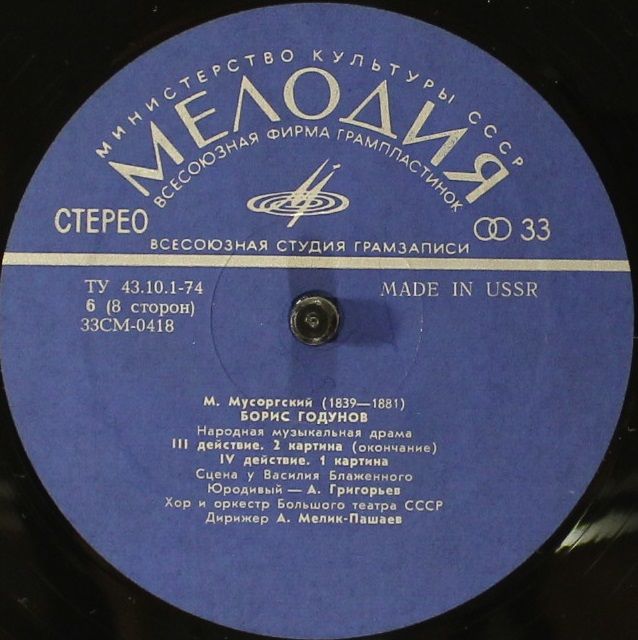 МИНИСТЕРСТВО КУЛЬТУРЫ СССР
МЕЛОДИЯ
ВСЕСОЮЗНАЯ ФИРМА ГРАМПЛАСТИНОК
СТЕРЕО
33
ВСЕСОЮЗНАЯ СТУДИЯ ГРАМЗАПИСИ
ТУ 43.10.1-74
MADE IN USSR
6 (8 сторон)
33СМ-0418
М. Мусоргский (1839—1881)
БОРИС ГОДУНОВ
Народная музыкальная драма
III действие. 2 картина (окончание)
IV действие. 1 картина
Сцена у Василия Блаженного
Юродивый — А. Григорьев
Хор и оркестр Большого театра СССР
Дирижер А. Мелик-Пашаев